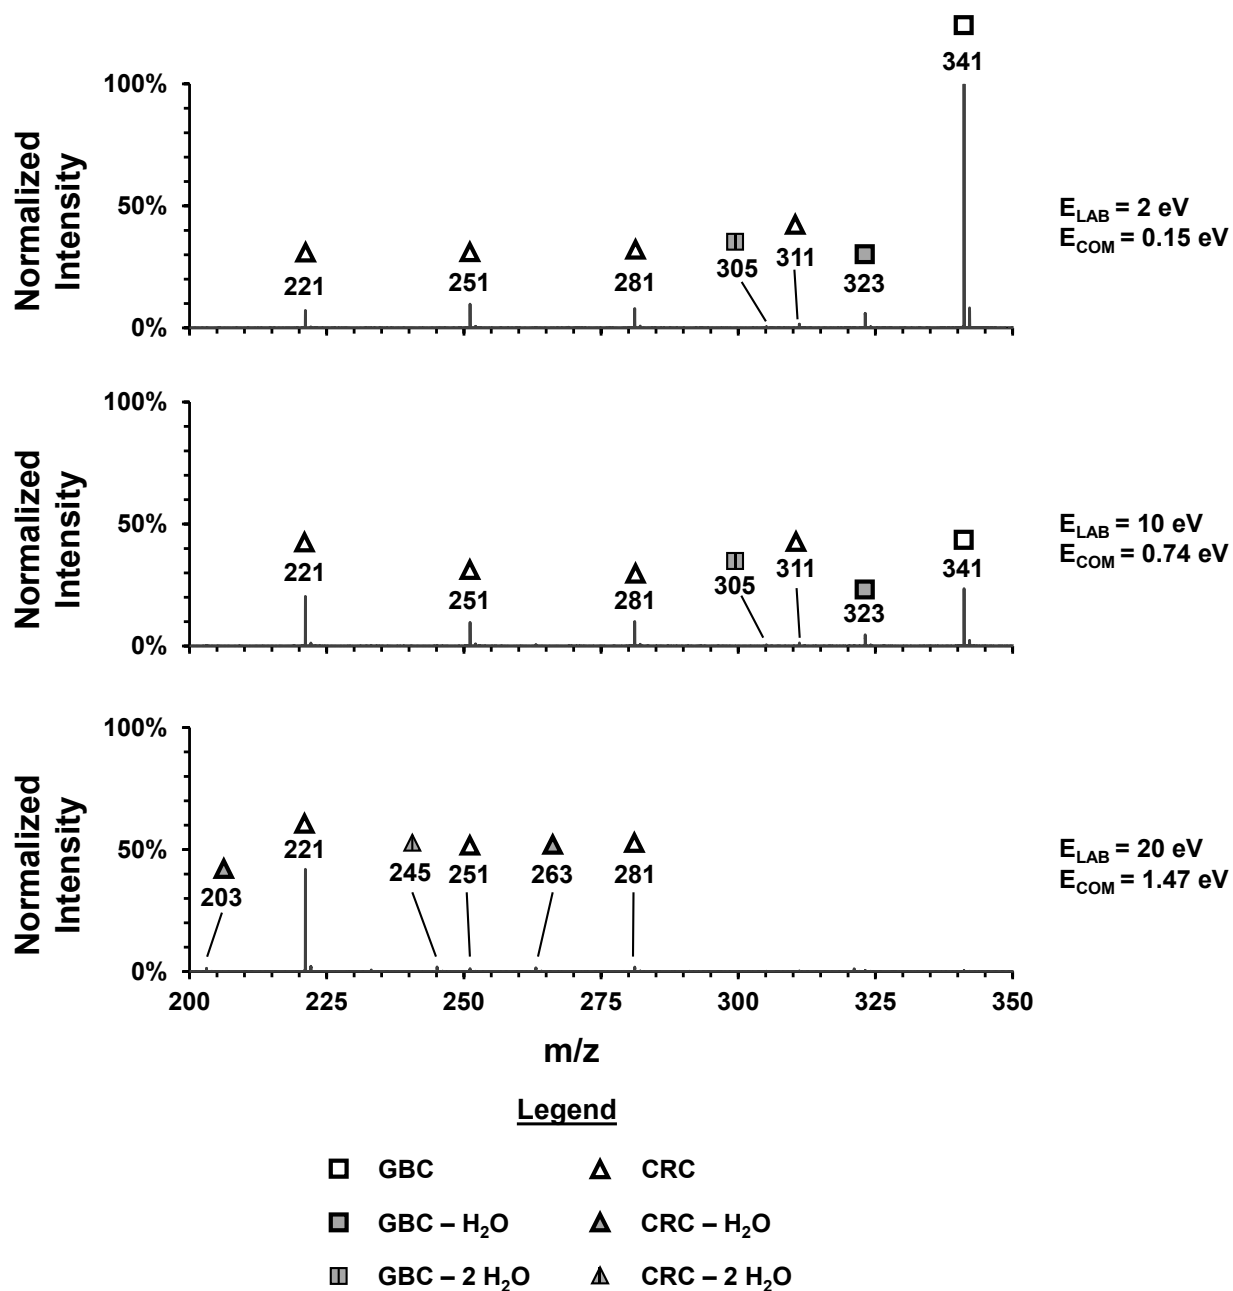 341
100%
Normalized
Intensity
50%
E_LAB = 2 eV
E_COM = 0.15 eV
221
251
281
305
311
323
0%
100%
Normalized
Intensity
50%
E_LAB = 10 eV
E_COM = 0.74 eV
221
251
281
305
311
323
341
0%
100%
Normalized
Intensity
50%
E_LAB = 20 eV
E_COM = 1.47 eV
203
221
245
251
263
281
0%
200 225 250 275 300 325 350
m/z
Legend
GBC CRC
GBC – H₂O CRC – H₂O
GBC – 2 H₂O CRC – 2 H₂O